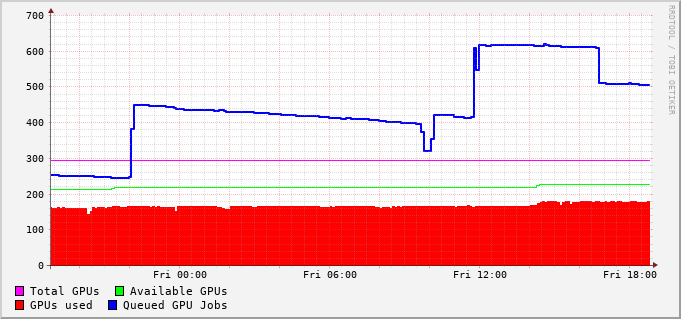 700
600
500
400
300
200
100
0
Fri 00:00 Fri 06:00 Fri 12:00 Fri 18:00
Total GPUs Available GPUs
GPUs used Queued GPU Jobs
RRDTOOL / TOBI OETIKER